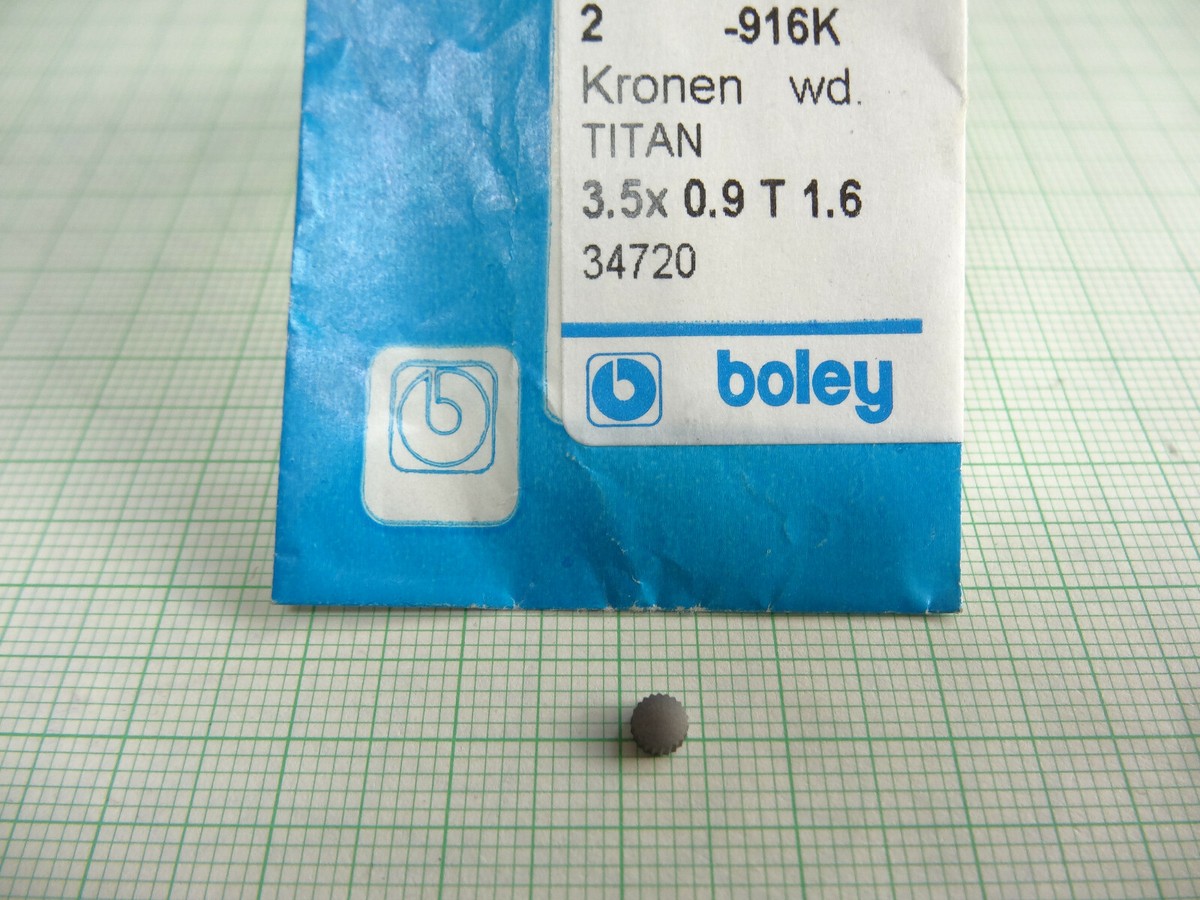 2 -916K
Kronen wd.
TITAN
3.5x 0.9 T 1.6
34720
b boley
b